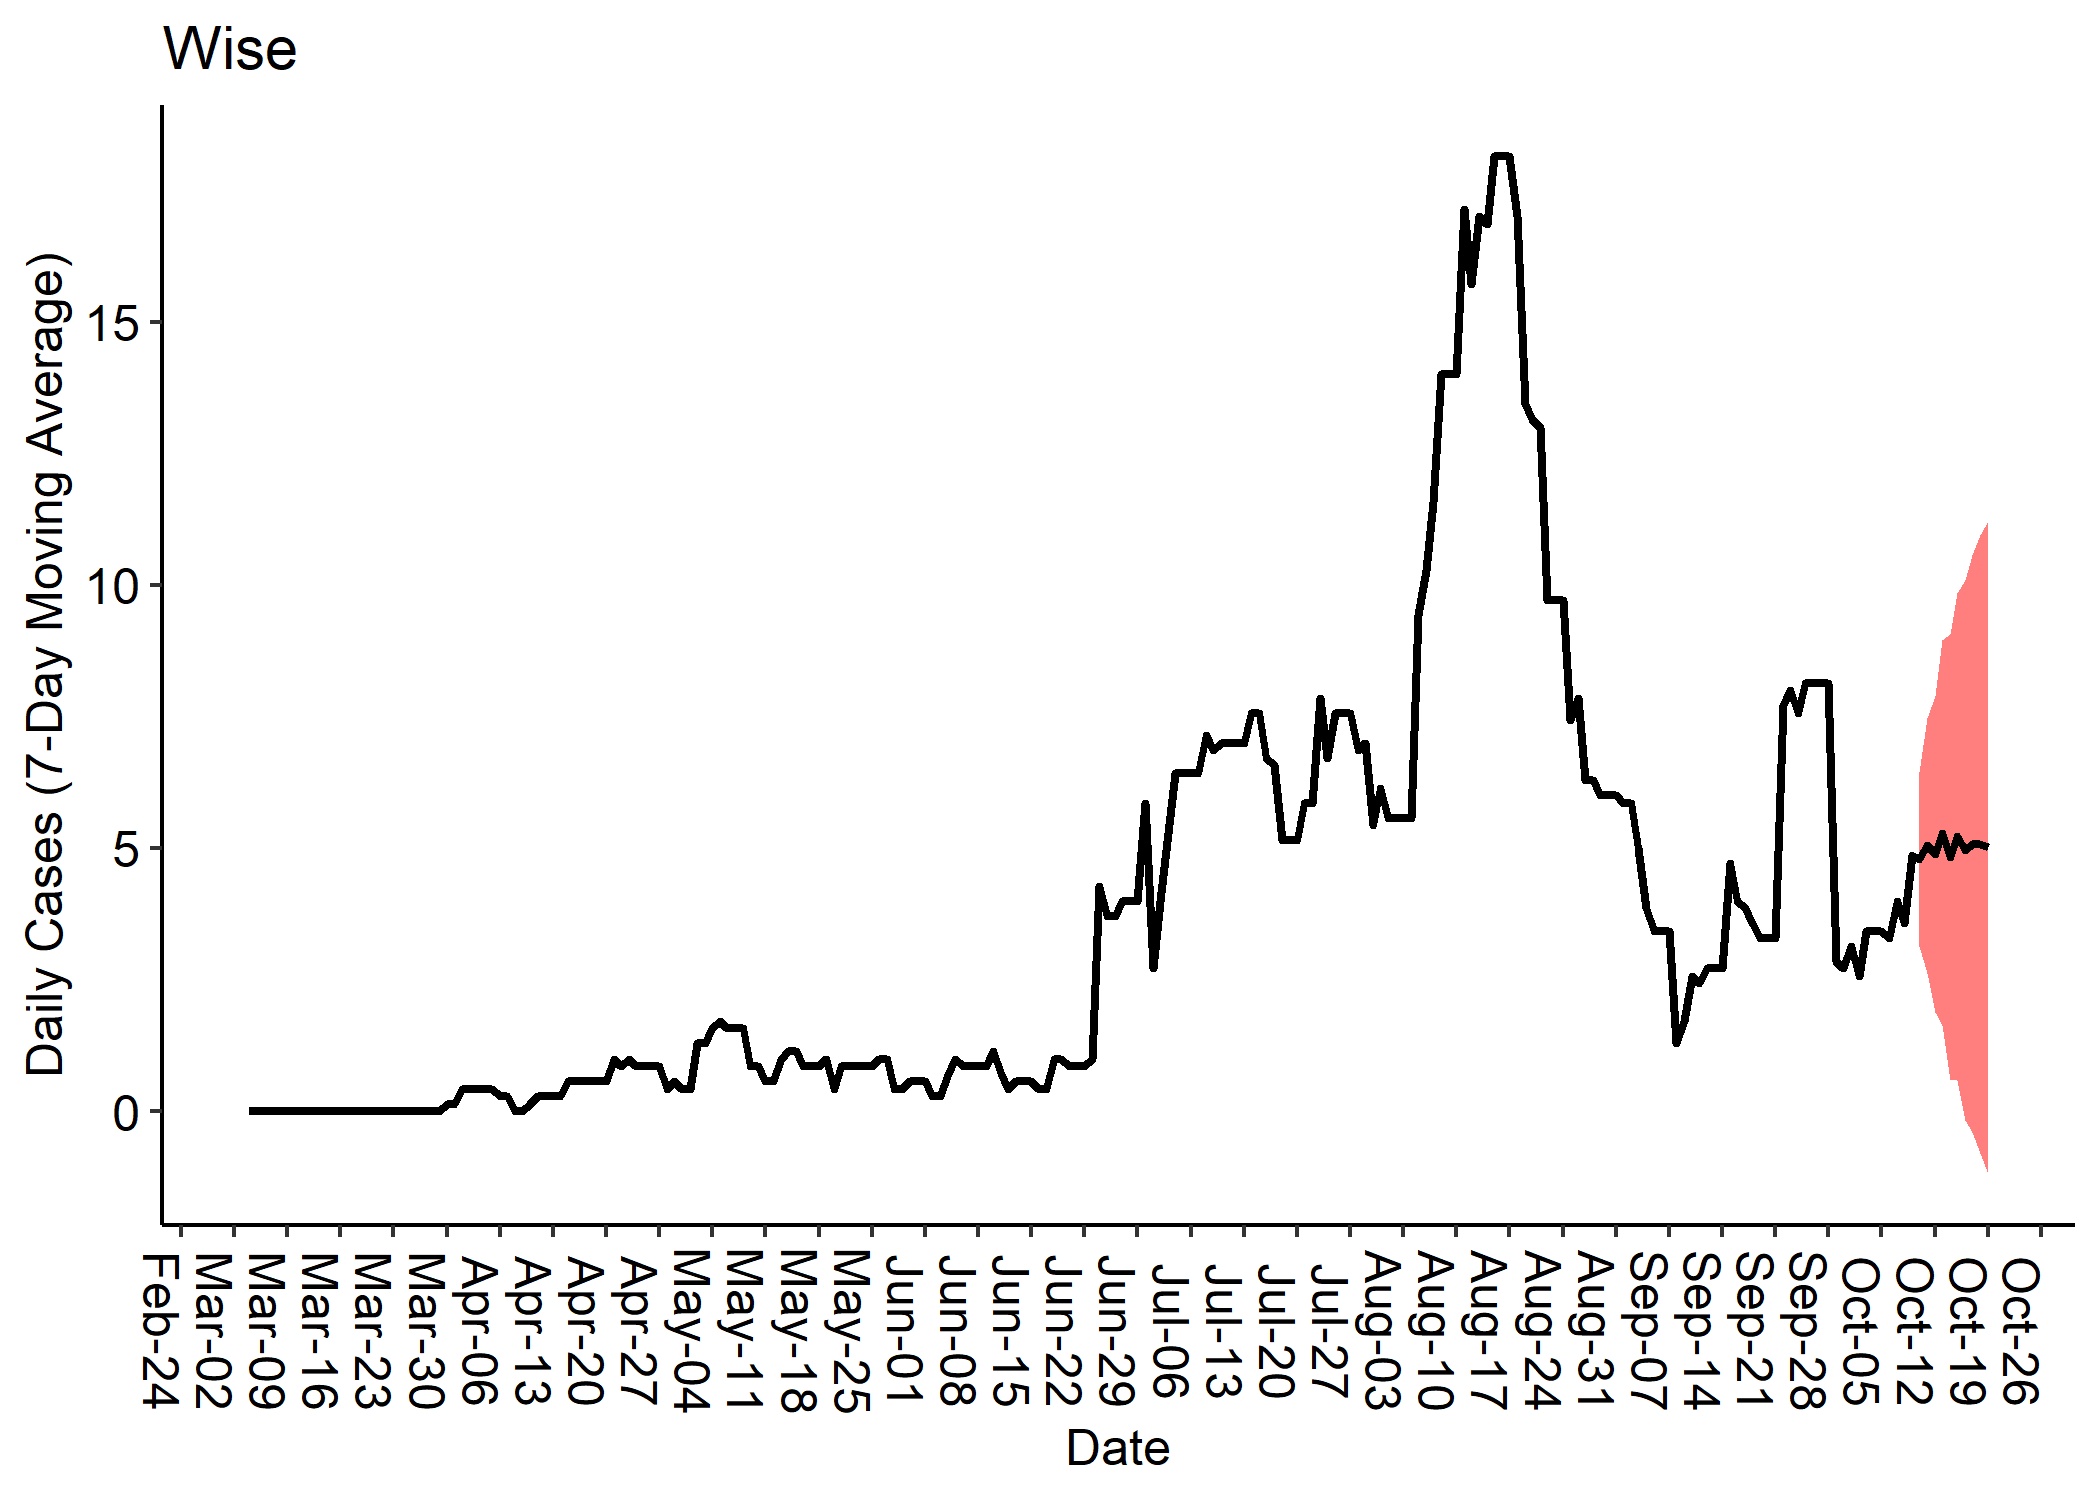 Wise
Daily Cases (7-Day Moving Average)
15
10
5
0
Feb-24
Mar-02
Mar-09
Mar-16
Mar-23
Mar-30
Apr-06
Apr-13
Apr-20
Apr-27
May-04
May-11
May-18
May-25
Jun-01
Jun-08
Jun-15
Jun-22
Jun-29
Jul-06
Jul-13
Jul-20
Jul-27
Aug-03
Aug-10
Aug-17
Aug-24
Aug-31
Sep-07
Sep-14
Sep-21
Sep-28
Oct-05
Oct-12
Oct-19
Oct-26
Date